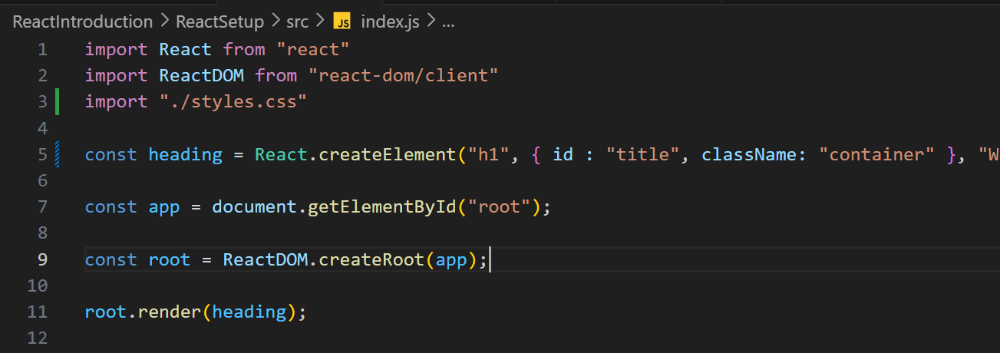 ReactIntroduction > ReactSetup > src > JS index.js > ...
1 import React from "react"
2 import ReactDOM from "react-dom/client"
3 import "./styles.css"
4
5 const heading = React.createElement("h1", { id : "title", className: "container" }, "W
6
7 const app = document.getElementById("root");
8
9 const root = ReactDOM.createRoot(app);
10
11 root.render(heading);
12